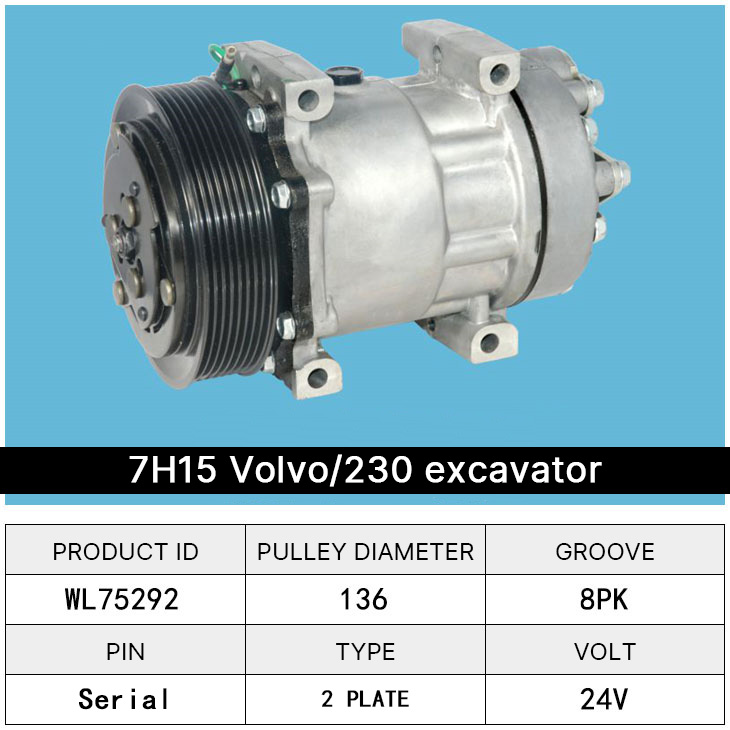 7H15 Volvo/230 excavator
PRODUCT ID PULLEY DIAMETER GROOVE
WL75292 136 8PK
PIN TYPE VOLT
Serial 2 PLATE 24V